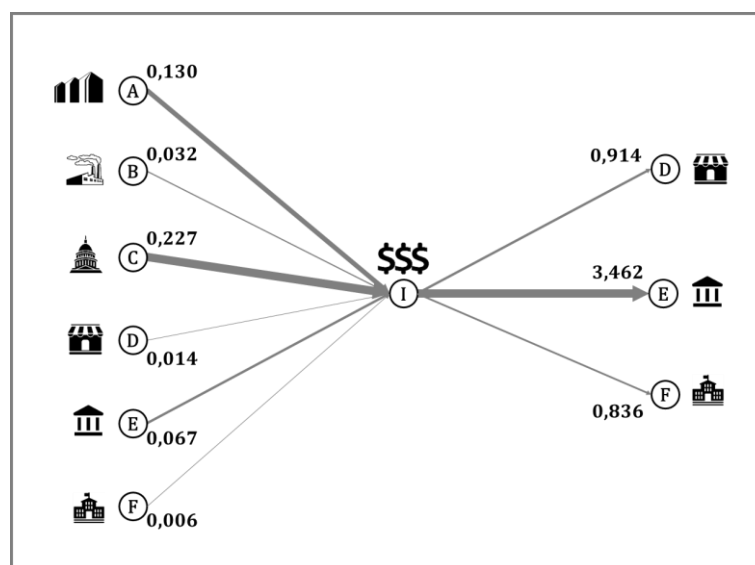 A 0,130
B 0,032
C 0,227
D 0,014
E 0,067
F 0,006
$$$
I
0,914 D
3,462 E
0,836 F